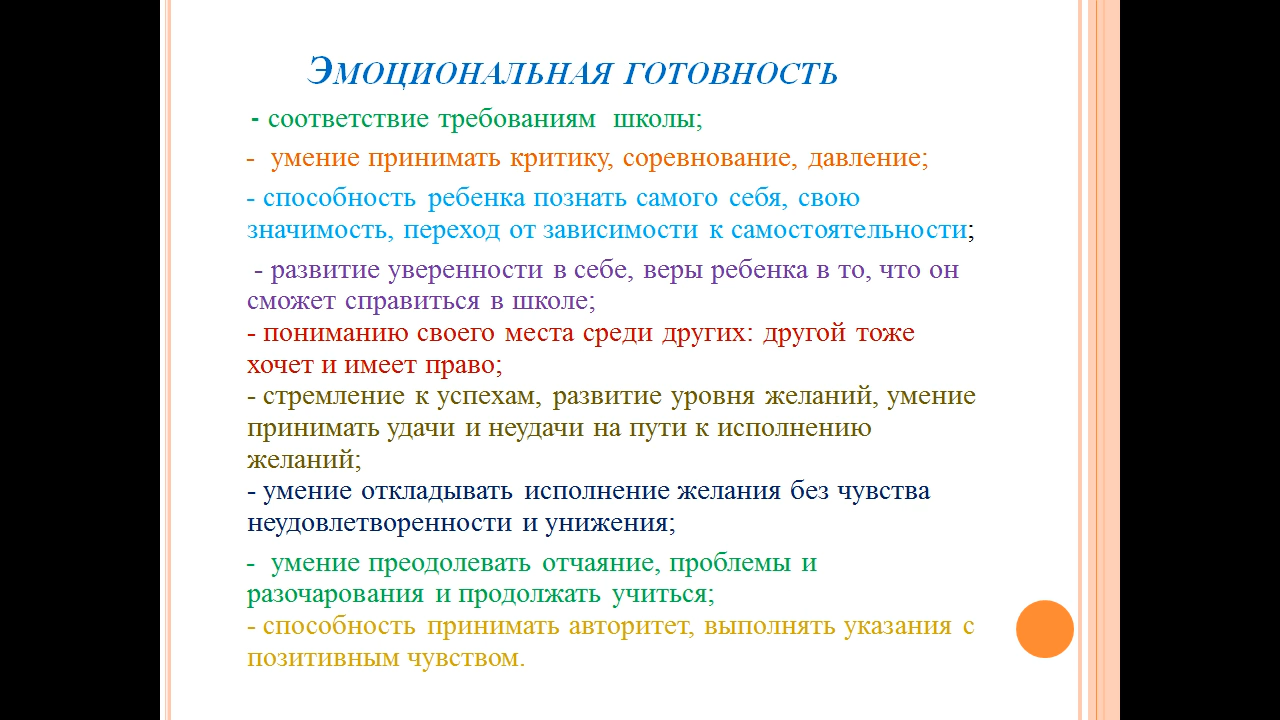 Эмоциональная готовность
- соответствие требованиям школы;
- умение принимать критику, соревнование, давление;
- способность ребенка познать самого себя, свою
значимость, переход от зависимости к самостоятельности;
- развитие уверенности в себе, веры ребенка в то, что он
сможет справиться в школе;
- пониманию своего места среди других: другой тоже
хочет и имеет право;
- стремление к успехам, развитие уровня желаний, умение
принимать удачи и неудачи на пути к исполнению
желаний;
- умение откладывать исполнение желания без чувства
неудовлетворенности и унижения;
- умение преодолевать отчаяние, проблемы и
разочарования и продолжать учиться;
- способность принимать авторитет, выполнять указания с
позитивным чувством.